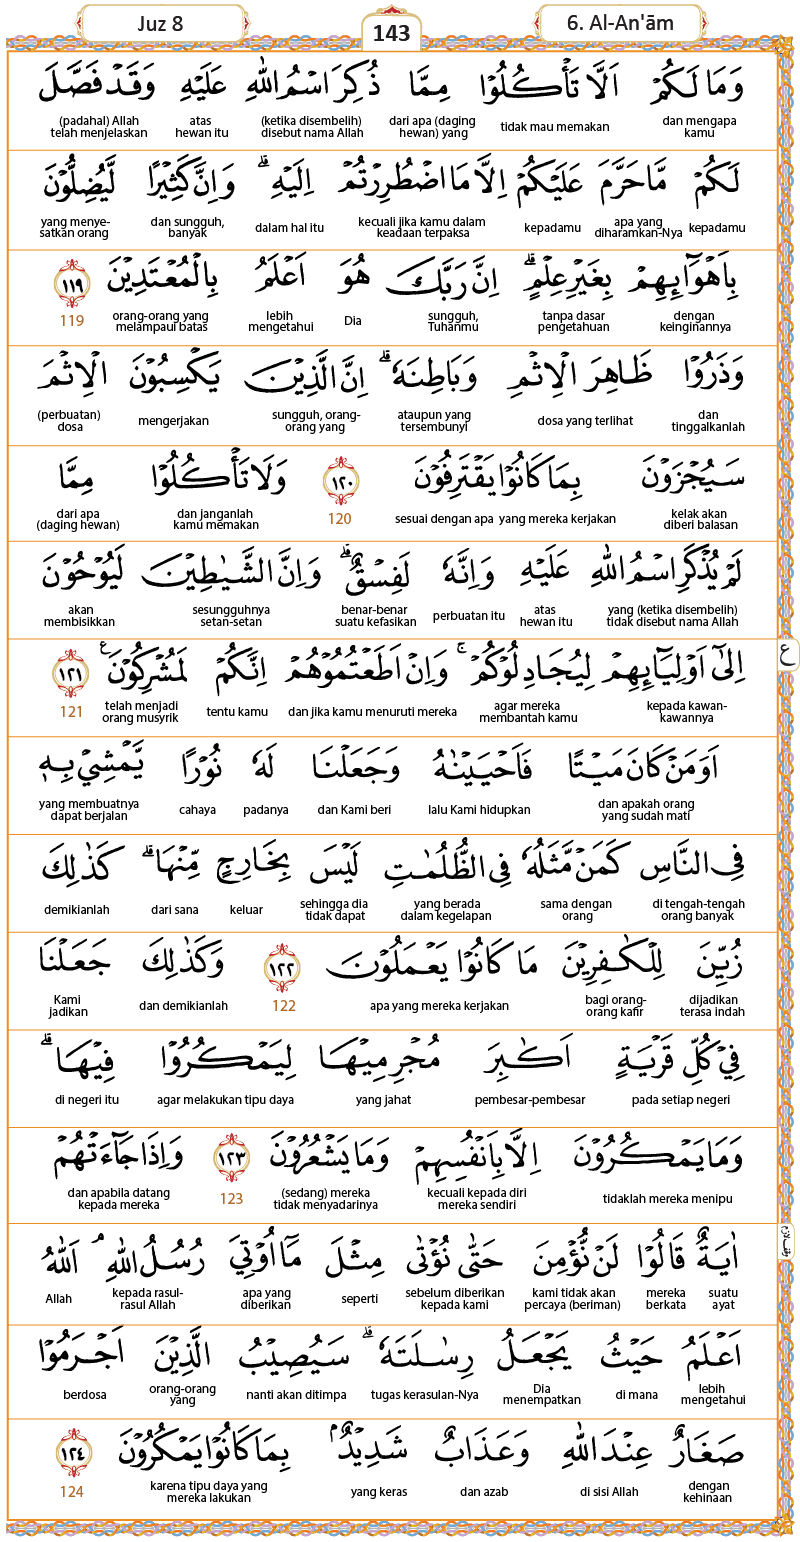 Juz 8
143
6. Al-An'ām
وَمَا لَكُمْ اَلَّا تَأْكُلُوْا مِمَّا ذُكِرَ اسْمُ اللّٰهِ عَلَيْهِ وَقَدْ فَصَّلَ
dan mengapa kamu tidak mau memakan dari apa (daging hewan) yang (ketika disembelih) disebut nama Allah atas hewan itu (padahal) Allah telah menjelaskan
لَكُمْ مَّا حَرَّمَ عَلَيْكُمْ اِلَّا مَا اضْطُرِرْتُمْ اِلَيْهِ ۗ وَاِنَّ كَثِيْرًا لَّيُضِلُّوْنَ
kepadamu apa yang diharamkan-Nya kepadamu kecuali jika kamu dalam keadaan terpaksa dalam hal itu dan sungguh, banyak yang menye-satkan orang
بِاَهْوَاۤىِٕهِمْ بِغَيْرِ عِلْمٍ ۗ اِنَّ رَبَّكَ هُوَ اَعْلَمُ بِالْمُعْتَدِيْنَ ١١٩
dengan keinginannya tanpa dasar pengetahuan sungguh, Tuhanmu Dia lebih mengetahui orang-orang yang melampaui batas 119
وَذَرُوْا ظَاهِرَ الْاِثْمِ وَبَاطِنَهٗ ۗ اِنَّ الَّذِيْنَ يَكْسِبُوْنَ الْاِثْمَ
dan tinggalkanlah dosa yang terlihat ataupun yang tersembunyi sungguh, orang-orang yang mengerjakan (perbuatan) dosa
سَيُجْزَوْنَ بِمَا كَانُوْا يَقْتَرِفُوْنَ ١٢٠ وَلَا تَأْكُلُوْا مِمَّا
kelak akan diberi balasan sesuai dengan apa yang mereka kerjakan 120 dan janganlah kamu memakan dari apa (daging hewan)
لَمْ يُذْكَرِ اسْمُ اللّٰهِ عَلَيْهِ وَاِنَّهٗ لَفِسْقٌ ۗ وَاِنَّ الشَّيٰطِيْنَ لَيُوْحُوْنَ
yang (ketika disembelih) tidak disebut nama Allah atas hewan itu perbuatan itu benar-benar suatu kefasikan sesungguhnya setan-setan akan membisikkan
اِلٰٓى اَوْلِيَاۤىِٕهِمْ لِيُجَادِلُوْكُمْ ۚ وَاِنْ اَطَعْتُمُوْهُمْ اِنَّكُمْ لَمُشْرِكُوْنَ ࣖ ١٢١ ع
kepada kawan-kawannya agar mereka membantah kamu dan jika kamu menuruti mereka tentu kamu telah menjadi orang musyrik 121
اَوَمَنْ كَانَ مَيْتًا فَاَحْيَيْنٰهُ وَجَعَلْنَا لَهٗ نُوْرًا يَّمْشِيْ بِهٖ
dan apakah orang yang sudah mati lalu Kami hidupkan dan Kami beri padanya cahaya yang membuatnya dapat berjalan
فِى النَّاسِ كَمَنْ مَّثَلُهٗ فِى الظُّلُمٰتِ لَيْسَ بِخَارِجٍ مِّنْهَا ۗ كَذٰلِكَ
di tengah-tengah orang banyak sama dengan orang yang berada dalam kegelapan sehingga dia tidak dapat keluar dari sana demikianlah
زُيِّنَ لِلْكٰفِرِيْنَ مَا كَانُوْا يَعْمَلُوْنَ ١٢٢ وَكَذٰلِكَ جَعَلْنَا
dijadikan terasa indah bagi orang-orang kafir apa yang mereka kerjakan 122 dan demikianlah Kami jadikan
فِيْ كُلِّ قَرْيَةٍ اَكٰبِرَ مُجْرِمِيْهَا لِيَمْكُرُوْا فِيْهَا ۗ
pada setiap negeri pembesar-pembesar yang jahat agar melakukan tipu daya di negeri itu
وَمَا يَمْكُرُوْنَ اِلَّا بِاَنْفُسِهِمْ وَمَا يَشْعُرُوْنَ ١٢٣ وَاِذَا جَاۤءَتْهُمْ
tidaklah mereka menipu kecuali kepada diri mereka sendiri (sedang) mereka tidak menyadarinya 123 dan apabila datang kepada mereka
اٰيَةٌ قَالُوْا لَنْ نُّؤْمِنَ حَتّٰى نُؤْتٰى مِثْلَ مَآ اُوْتِيَ رُسُلُ اللّٰهِ ۘ اَللّٰهُ وقف لازم
suatu ayat mereka berkata kami tidak akan percaya (beriman) sebelum diberikan kepada kami seperti apa yang diberikan kepada rasul-rasul Allah Allah
اَعْلَمُ حَيْثُ يَجْعَلُ رِسٰلَتَهٗ ۗ سَيُصِيْبُ الَّذِيْنَ اَجْرَمُوْا
lebih mengetahui di mana Dia menempatkan tugas kerasulan-Nya nanti akan ditimpa orang-orang yang berdosa
صَغَارٌ عِنْدَ اللّٰهِ وَعَذَابٌ شَدِيْدٌۢ بِمَا كَانُوْا يَمْكُرُوْنَ ١٢٤
dengan kehinaan di sisi Allah dan azab yang keras karena tipu daya yang mereka lakukan 124